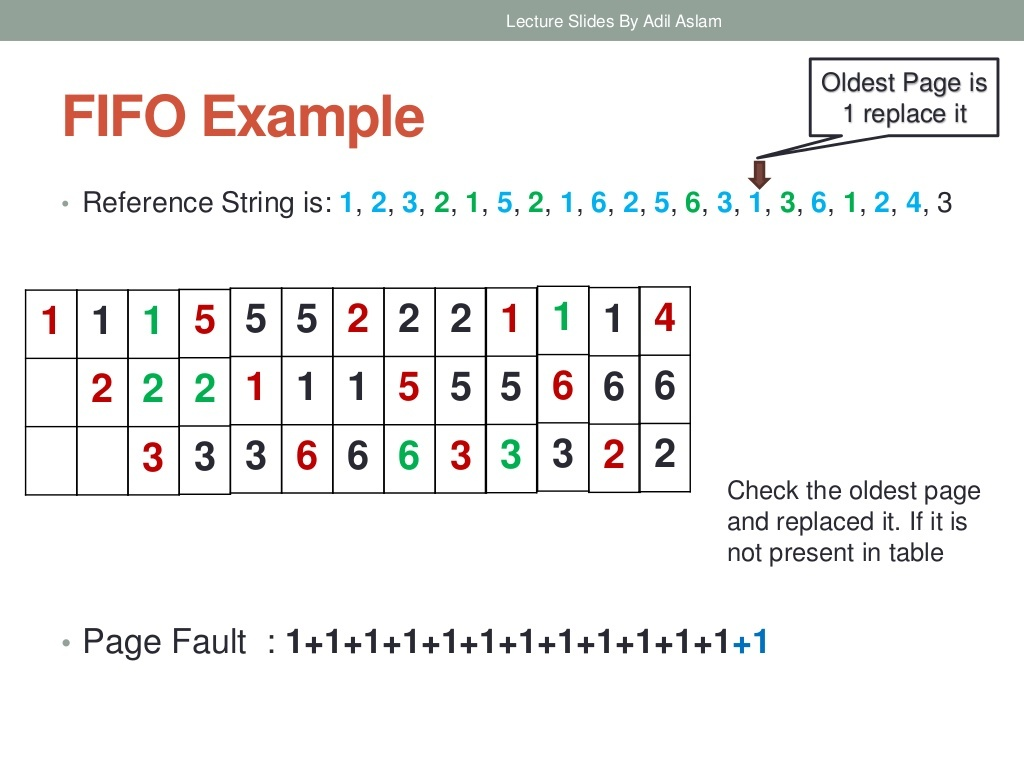 Lecture Slides By Adil Aslam
Oldest Page is
1 replace it
FIFO Example
• Reference String is: 1, 2, 3, 2, 1, 5, 2, 1, 6, 2, 5, 6, 3, 1, 3, 6, 1, 2, 4, 3
1 1 1 5 5 5 2 2 2 1 1 1 4
2 2 2 1 1 1 5 5 5 6 6 6
3 3 3 6 6 6 3 3 3 2 2
Check the oldest page
and replaced it. If it is
not present in table
• Page Fault : 1+1+1+1+1+1+1+1+1+1+1+1+1